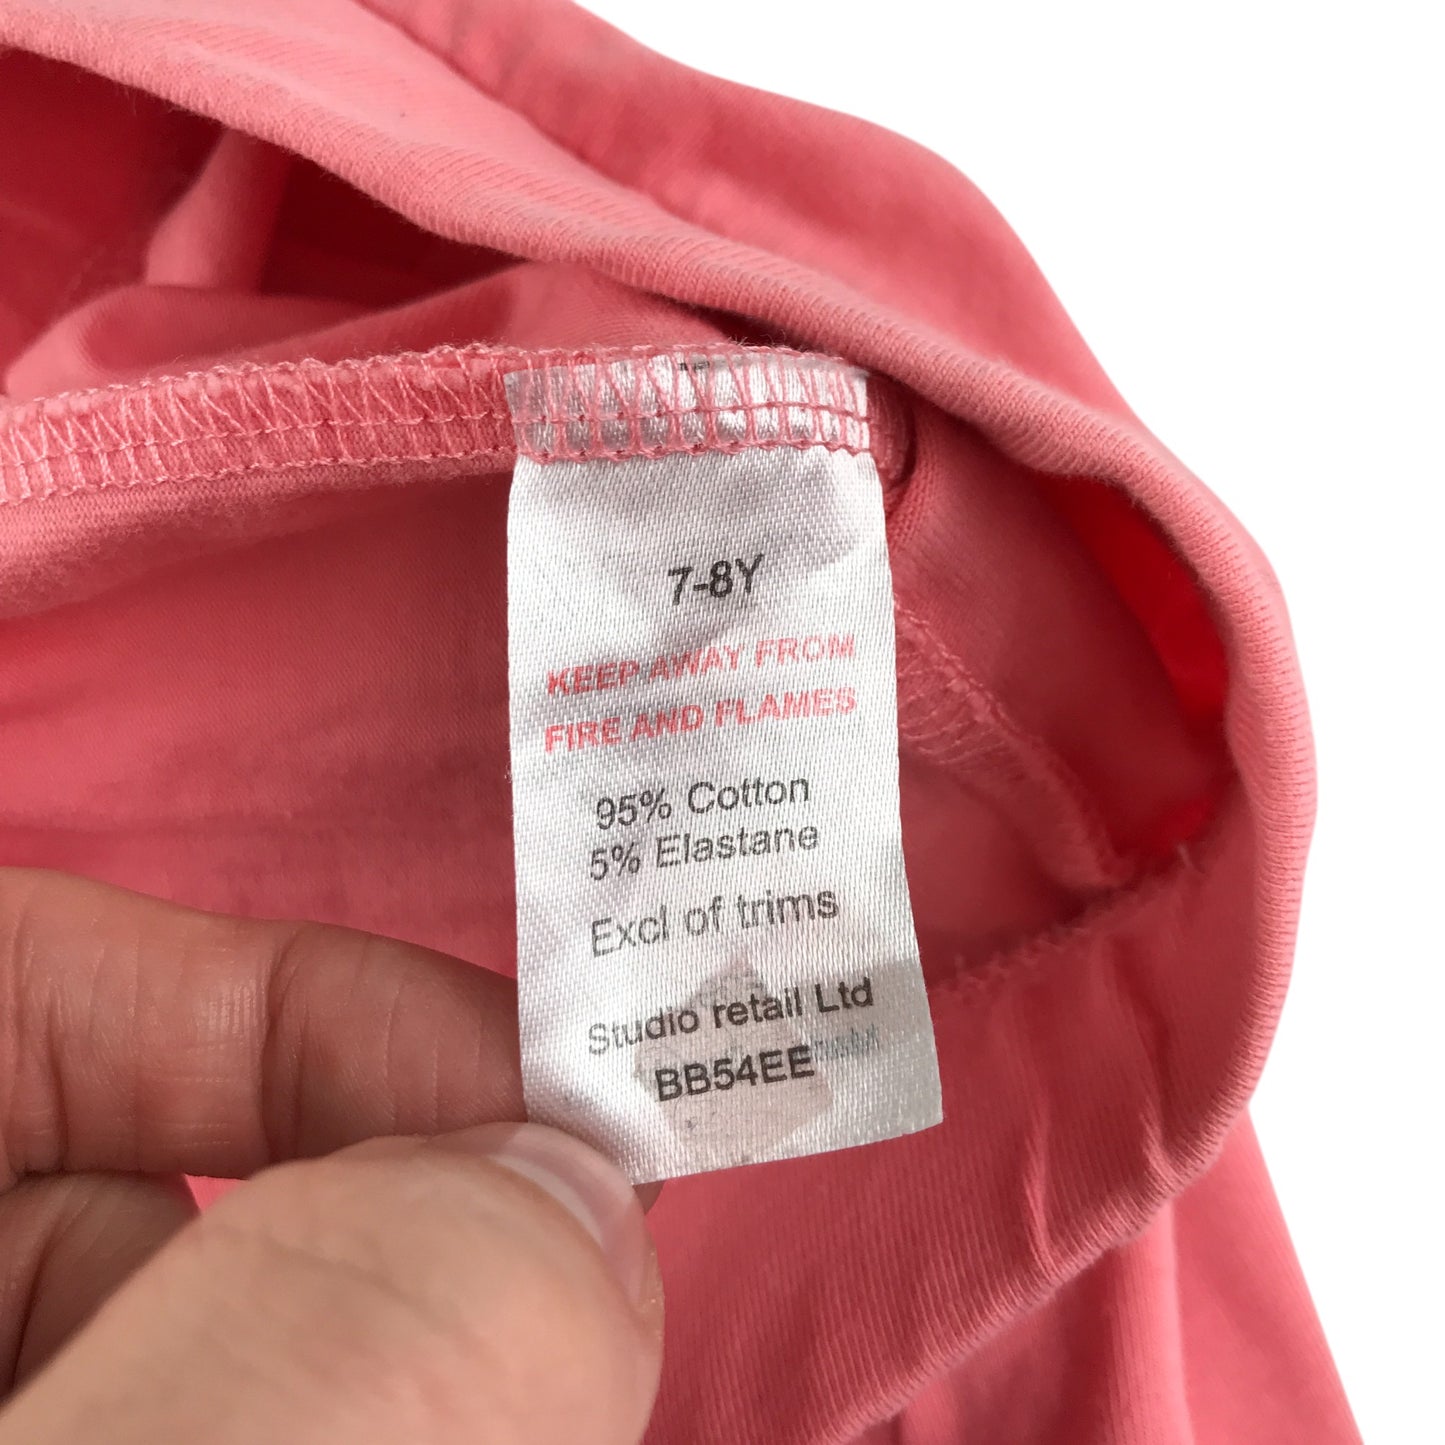 7-8Y
KEEP AWAY FROM
FIRE AND FLAMES
95% Cotton
5% Elastane
Excl of trims
Studio retail Ltd
BB54EE